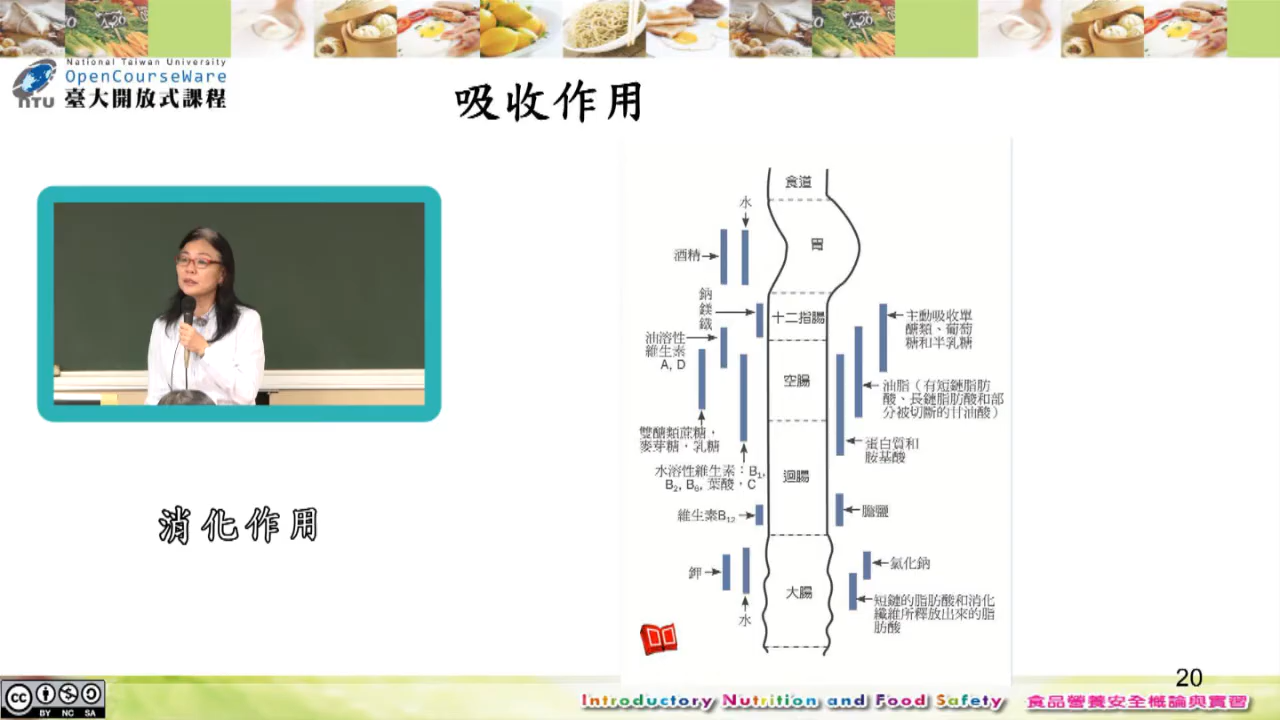 National Taiwan University
OpenCourseWare
NTU
臺大開放式課程
吸收作用
消化作用
食道
水
胃
酒精
鈉
鎂
鐵
十二指腸
主動吸收單
醣類、葡萄
糖和半乳糖
油溶性
維生素
A, D
空腸
油脂（有短鏈脂肪
酸、長鏈脂肪酸和部
分被切斷的甘油酸）
雙醣類蔗糖，
麥芽糖，乳糖
蛋白質和
胺基酸
水溶性維生素：B1,
B2, B6, 葉酸，C
迴腸
維生素B12
膽鹽
鉀
水
大腸
氯化鈉
短鏈的脂肪酸和消化
纖維所釋放出來的脂
肪酸
20
cc
BY NC SA
Introductory Nutrition and Food Safety
食品營養安全概論與實習